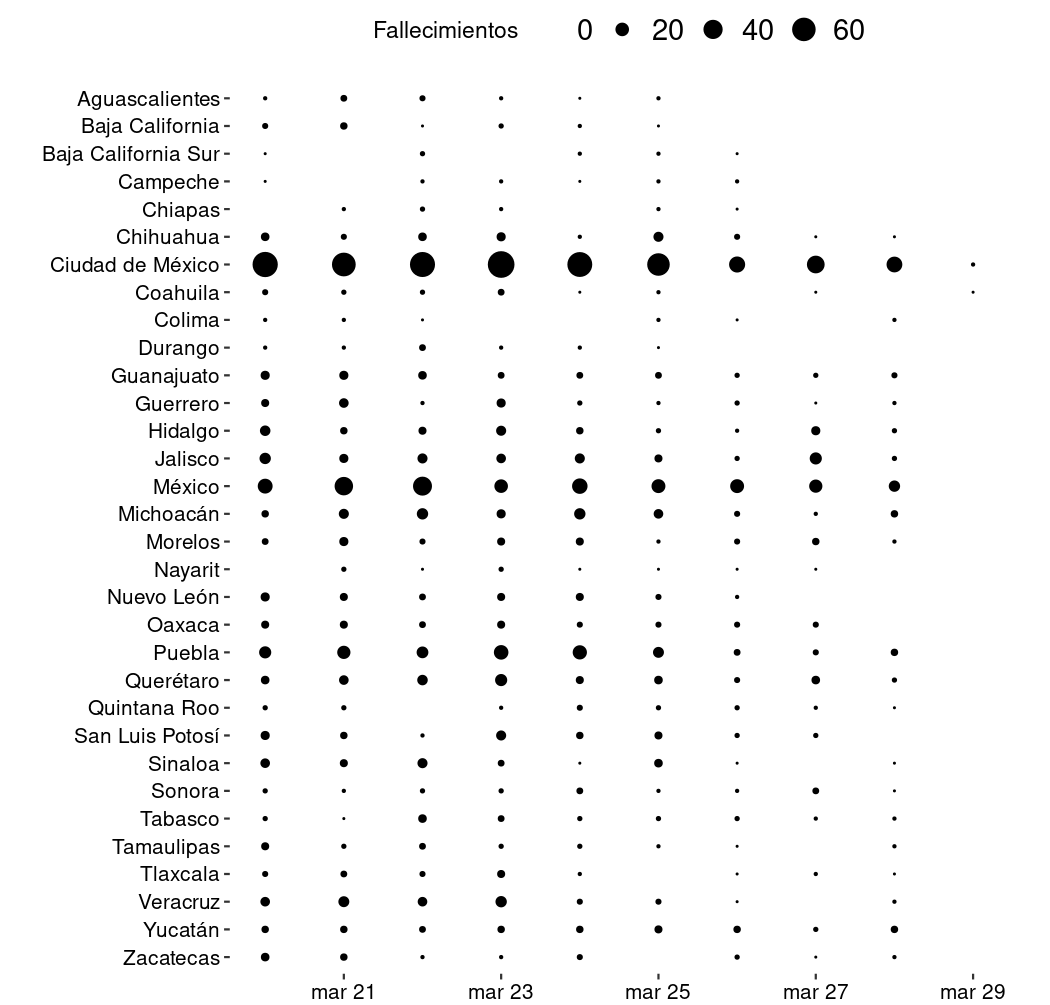 Fallecimientos 0 20 40 60
Aguascalientes
Baja California
Baja California Sur
Campeche
Chiapas
Chihuahua
Ciudad de México
Coahuila
Colima
Durango
Guanajuato
Guerrero
Hidalgo
Jalisco
México
Michoacán
Morelos
Nayarit
Nuevo León
Oaxaca
Puebla
Querétaro
Quintana Roo
San Luis Potosí
Sinaloa
Sonora
Tabasco
Tamaulipas
Tlaxcala
Veracruz
Yucatán
Zacatecas
mar 21 mar 23 mar 25 mar 27 mar 29